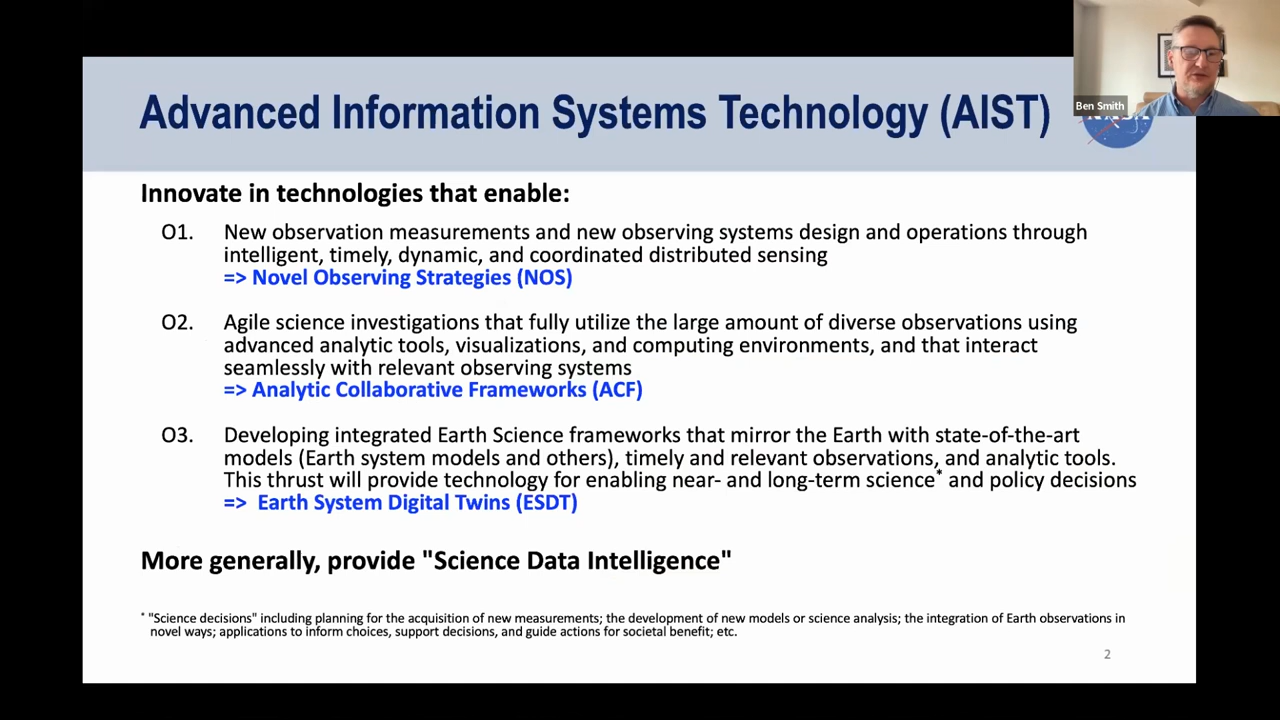 Advanced Information Systems Technology (AIST)
Ben Smith
Innovate in technologies that enable:
O1. New observation measurements and new observing systems design and operations through
intelligent, timely, dynamic, and coordinated distributed sensing
=> Novel Observing Strategies (NOS)
O2. Agile science investigations that fully utilize the large amount of diverse observations using
advanced analytic tools, visualizations, and computing environments, and that interact
seamlessly with relevant observing systems
=> Analytic Collaborative Frameworks (ACF)
O3. Developing integrated Earth Science frameworks that mirror the Earth with state-of-the-art
models (Earth system models and others), timely and relevant observations, and analytic tools.
This thrust will provide technology for enabling near- and long-term science* and policy decisions
=> Earth System Digital Twins (ESDT)
More generally, provide "Science Data Intelligence"
* "Science decisions" including planning for the acquisition of new measurements; the development of new models or science analysis; the integration of Earth observations in
novel ways; applications to inform choices, support decisions, and guide actions for societal benefit; etc.
2